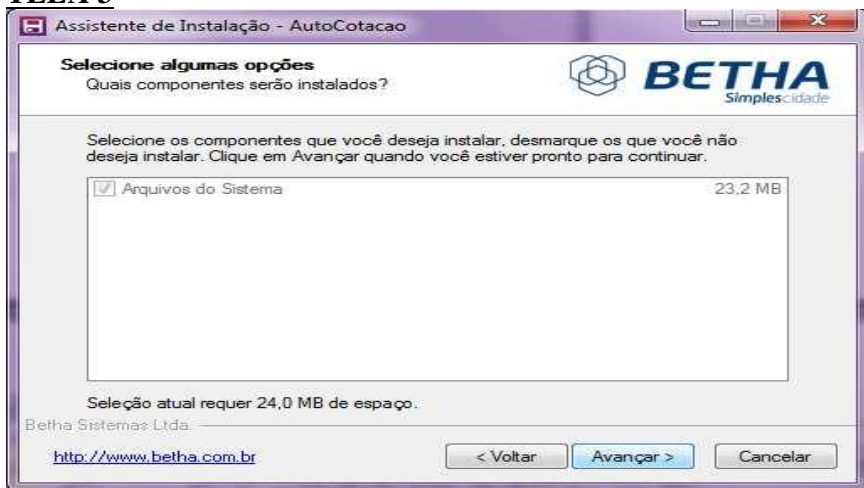 Assistente de Instalação - AutoCotacao
Selecione algumas opções
Quais componentes serão instalados?
BETHA
Simplescidade
Selecione os componentes que você deseja instalar, desmarque os que você não
deseja instalar. Clique em Avançar quando você estiver pronto para continuar.
Arquivos do Sistema 23,2 MB
Seleção atual requer 24,0 MB de espaço.
Betha Sistemas Ltda.
http://www.betha.com.br
< Voltar Avançar > Cancelar